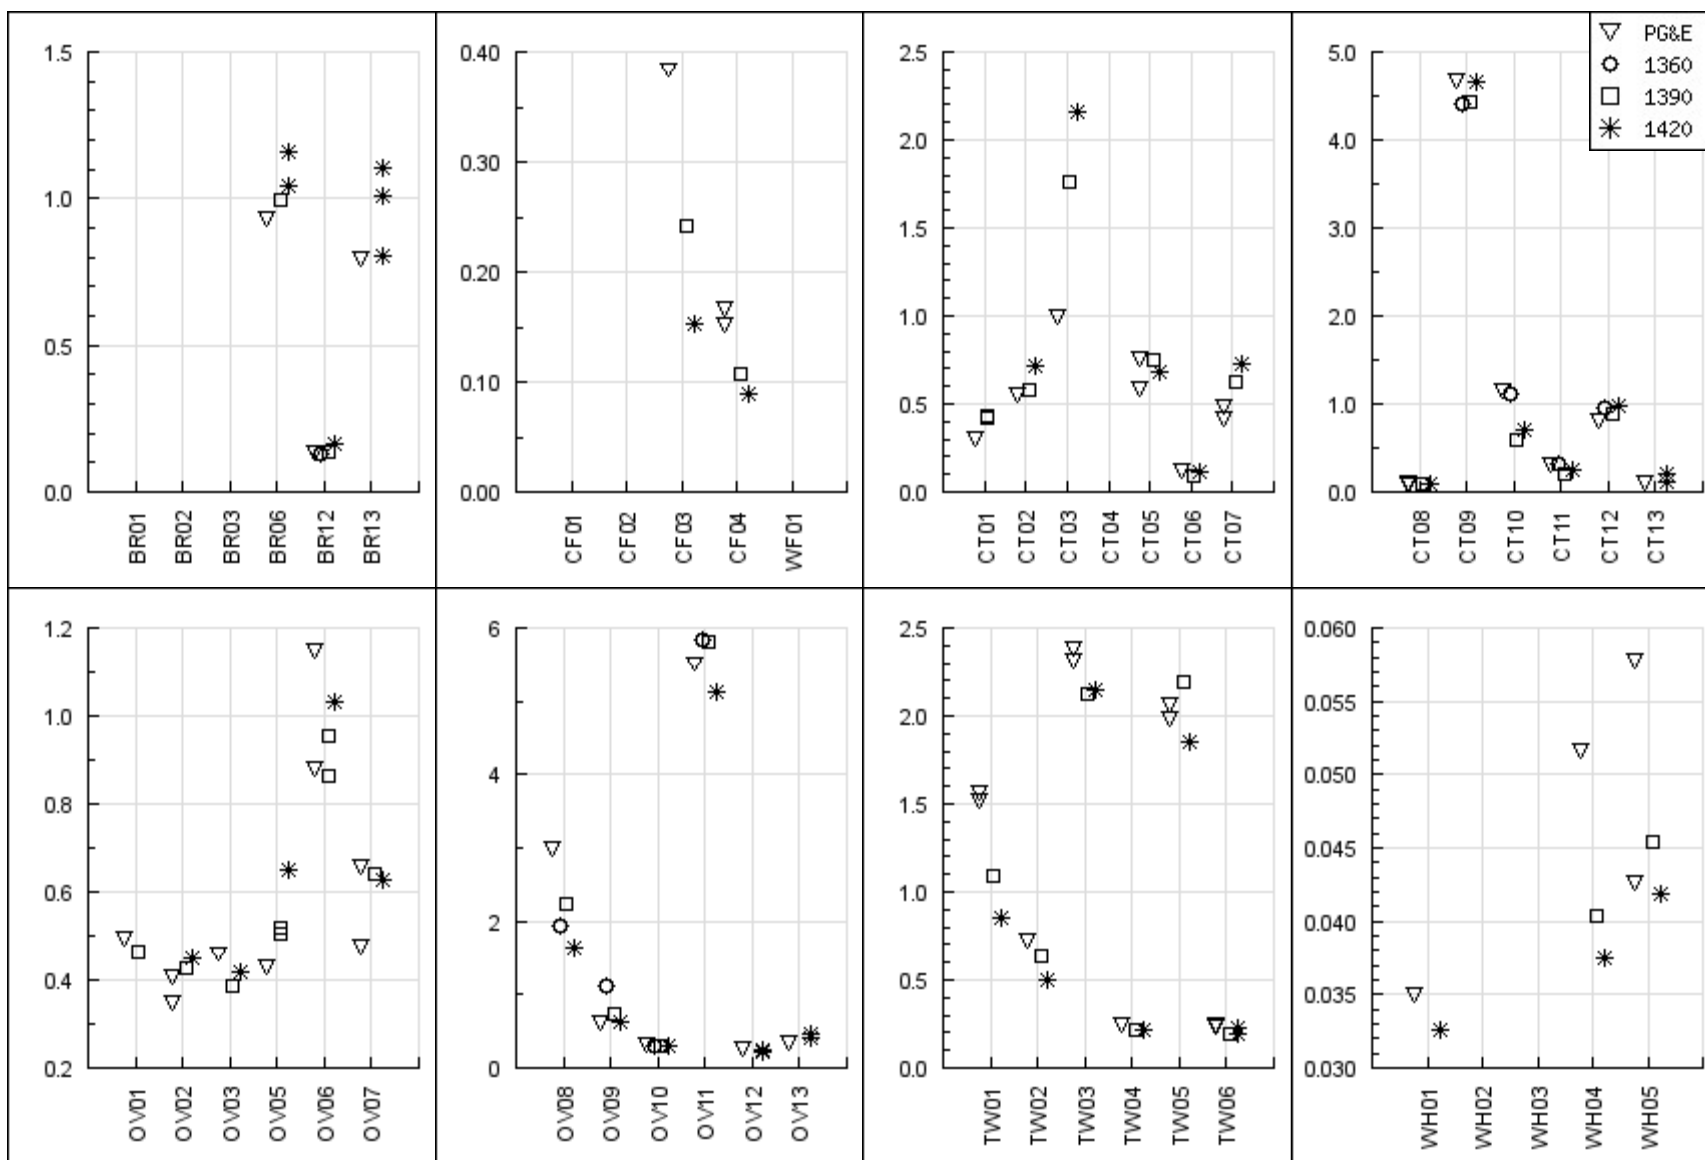 1.5
1.0
0.5
0.0
BR01
BR02
BR03
BR06
BR12
BR13
0.40
0.30
0.20
0.10
0.00
CF01
CF02
CF03
CF04
WF01
2.5
2.0
1.5
1.0
0.5
0.0
CT01
CT02
CT03
CT04
CT05
CT06
CT07
5.0
4.0
3.0
2.0
1.0
0.0
CT08
CT09
CT10
CT11
CT12
CT13
PG&E
1360
1390
1420
1.2
1.0
0.8
0.6
0.4
0.2
OV01
OV02
OV03
OV05
OV06
OV07
6
4
2
0
OV08
OV09
OV10
OV11
OV12
OV13
2.5
2.0
1.5
1.0
0.5
0.0
TW01
TW02
TW03
TW04
TW05
TW06
0.060
0.055
0.050
0.045
0.040
0.035
0.030
WH01
WH02
WH03
WH04
WH05